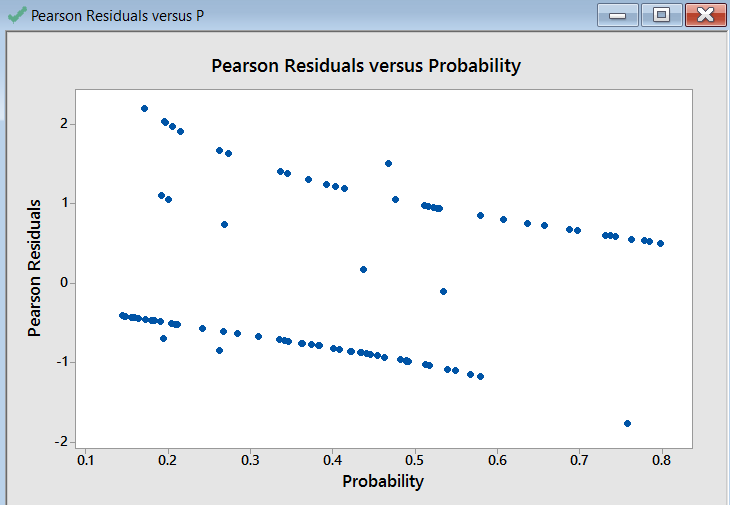 Pearson Residuals versus P
Pearson Residuals versus Probability
2
1
0
-1
-2
Pearson Residuals
0.1 0.2 0.3 0.4 0.5 0.6 0.7 0.8
Probability